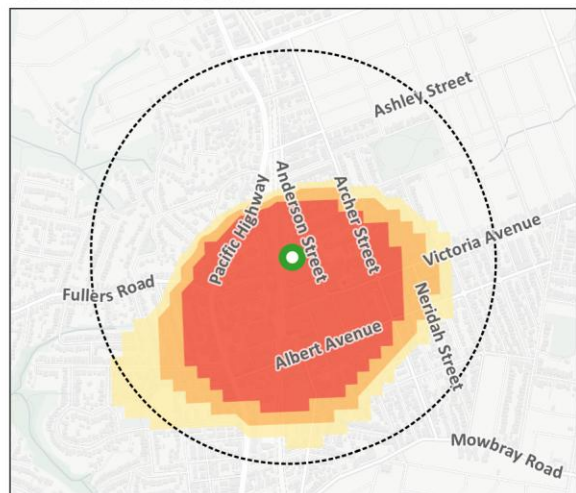 Ashley Street
Pacific Highway
Anderson Street
Archer Street
Victoria Avenue
Fullers Road
Neridah Street
Albert Avenue
Mowbray Road